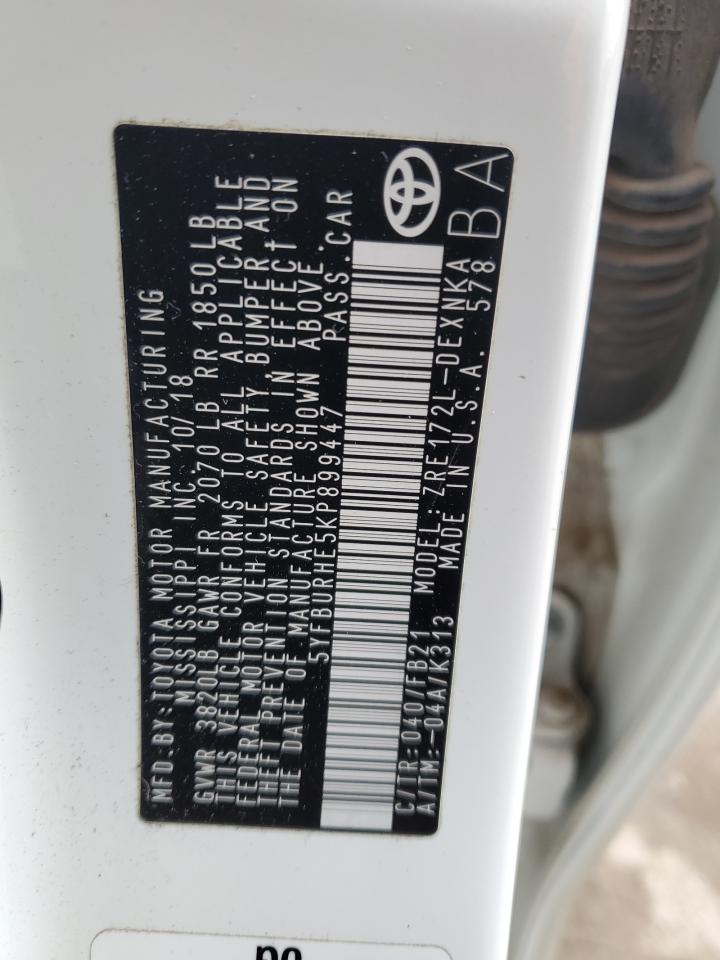 MFD BY:TOYOTA MOTOR MANUFACTURING
MISSISSIPPI INC. 10/18
GVWR 3820LB GAWR FR 2070 LB RR 1850LB
THIS VEHICLE CONFORMS TO ALL APPLICABLE
FEDERAL MOTOR VEHICLE SAFETY BUMPER AND
THEFT PREVENTION STANDARDS IN EFFECT ON
THE DATE OF MANUFACTURE SHOWN ABOVE.
5YFBURHE5KP899447 PASS.CAR
C/TR:040/FB21 MODEL:ZRE172L-DEXNKA
A/TM:-04A/K313 MADE IN U.S.A. 578
BA